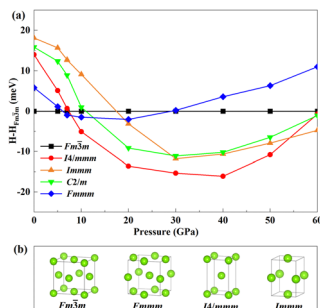 (a)
H-H_Fm3̅m (meV)
20
10
0
-10
-20
Fm3̅m
I4/mmm
Immm
C2/m
Fmmm
0 10 20 30 40 50 60
Pressure (GPa)
(b)
Fm3̅m Fmmm I4/mmm Immm